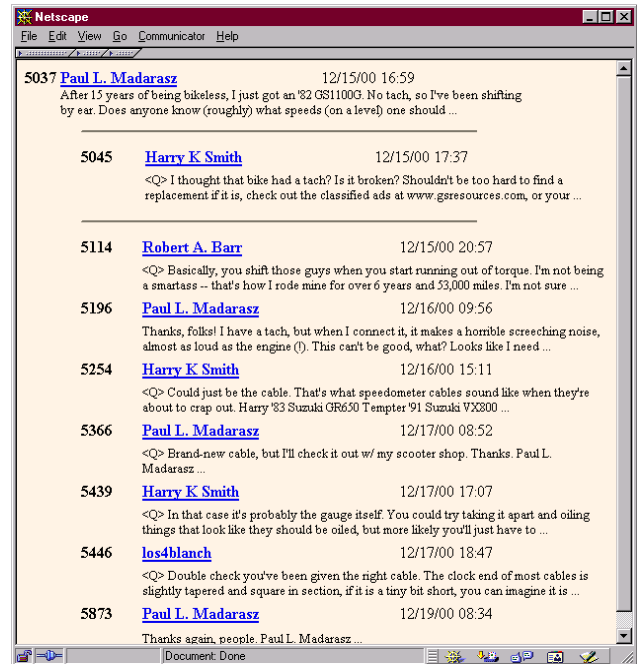 Netscape
File Edit View Go Communicator Help
5037 Paul L. Madarasz 12/15/00 16:59
After 15 years of being bikeless, I just got an '82 GS1100G. No tach, so I've been shifting
by ear. Does anyone know (roughly) what speeds (on a level) one should ...
5045 Harry K Smith 12/15/00 17:37
<Q> I thought that bike had a tach? Is it broken? Shouldn't be too hard to find a
replacement if it is, check out the classified ads at www.gsresources.com, or your ...
5114 Robert A. Barr 12/15/00 20:57
<Q> Basically, you shift those guys when you start running out of torque. I'm not being
a smartass -- that's how I rode mine for over 6 years and 53,000 miles. I'm not sure ...
5196 Paul L. Madarasz 12/16/00 09:56
Thanks, folks! I have a tach, but when I connect it, it makes a horrible screeching noise,
almost as loud as the engine (!). This can't be good, what? Looks like I need ...
5254 Harry K Smith 12/16/00 15:11
<Q> Could just be the cable. That's what speedometer cables sound like when they're
about to crap out. Harry '83 Suzuki GR650 Tempter '91 Suzuki VX800 ...
5366 Paul L. Madarasz 12/17/00 08:52
<Q> Brand-new cable, but I'll check it out w/ my scooter shop. Thanks. Paul L.
Madarasz ...
5439 Harry K Smith 12/17/00 17:07
<Q> In that case it's probably the gauge itself. You could try taking it apart and oiling
things that look like they should be oiled, but more likely you'll just have to ...
5446 los4blanch 12/17/00 18:47
<Q> Double check you've been given the right cable. The clock end of most cables is
slightly tapered and square in section, if it is a tiny bit short, you can imagine it is ...
5873 Paul L. Madarasz 12/19/00 08:34
Thanks again, people. Paul L. Madarasz ...
Document: Done